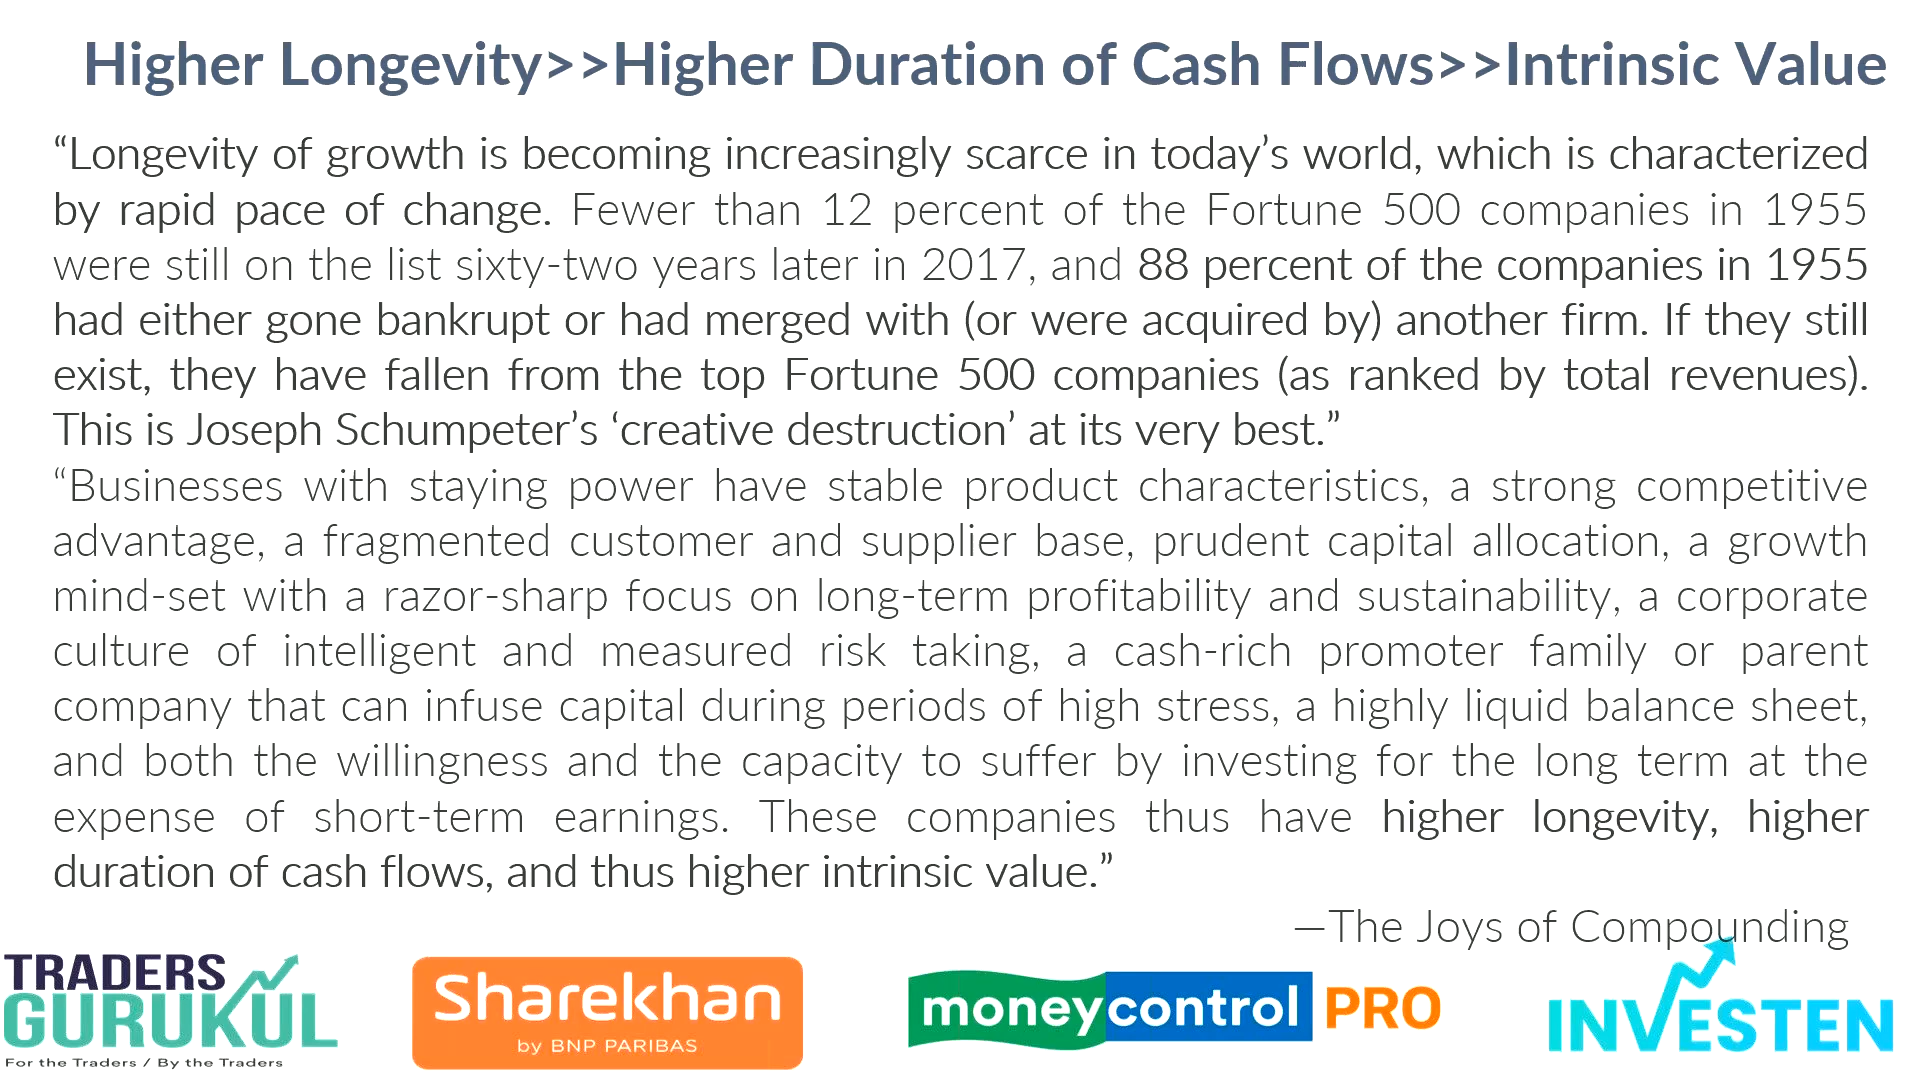 Higher Longevity>>Higher Duration of Cash Flows>>Intrinsic Value
“Longevity of growth is becoming increasingly scarce in today’s world, which is characterized
by rapid pace of change. Fewer than 12 percent of the Fortune 500 companies in 1955
were still on the list sixty-two years later in 2017, and 88 percent of the companies in 1955
had either gone bankrupt or had merged with (or were acquired by) another firm. If they still
exist, they have fallen from the top Fortune 500 companies (as ranked by total revenues).
This is Joseph Schumpeter’s ‘creative destruction’ at its very best.”
“Businesses with staying power have stable product characteristics, a strong competitive
advantage, a fragmented customer and supplier base, prudent capital allocation, a growth
mind-set with a razor-sharp focus on long-term profitability and sustainability, a corporate
culture of intelligent and measured risk taking, a cash-rich promoter family or parent
company that can infuse capital during periods of high stress, a highly liquid balance sheet,
and both the willingness and the capacity to suffer by investing for the long term at the
expense of short-term earnings. These companies thus have higher longevity, higher
duration of cash flows, and thus higher intrinsic value.”
—The Joys of Compounding
TRADERS
GURUKUL
For the Traders / By the Traders
Sharekhan
by BNP PARIBAS
moneycontrol PRO
INVESTEN